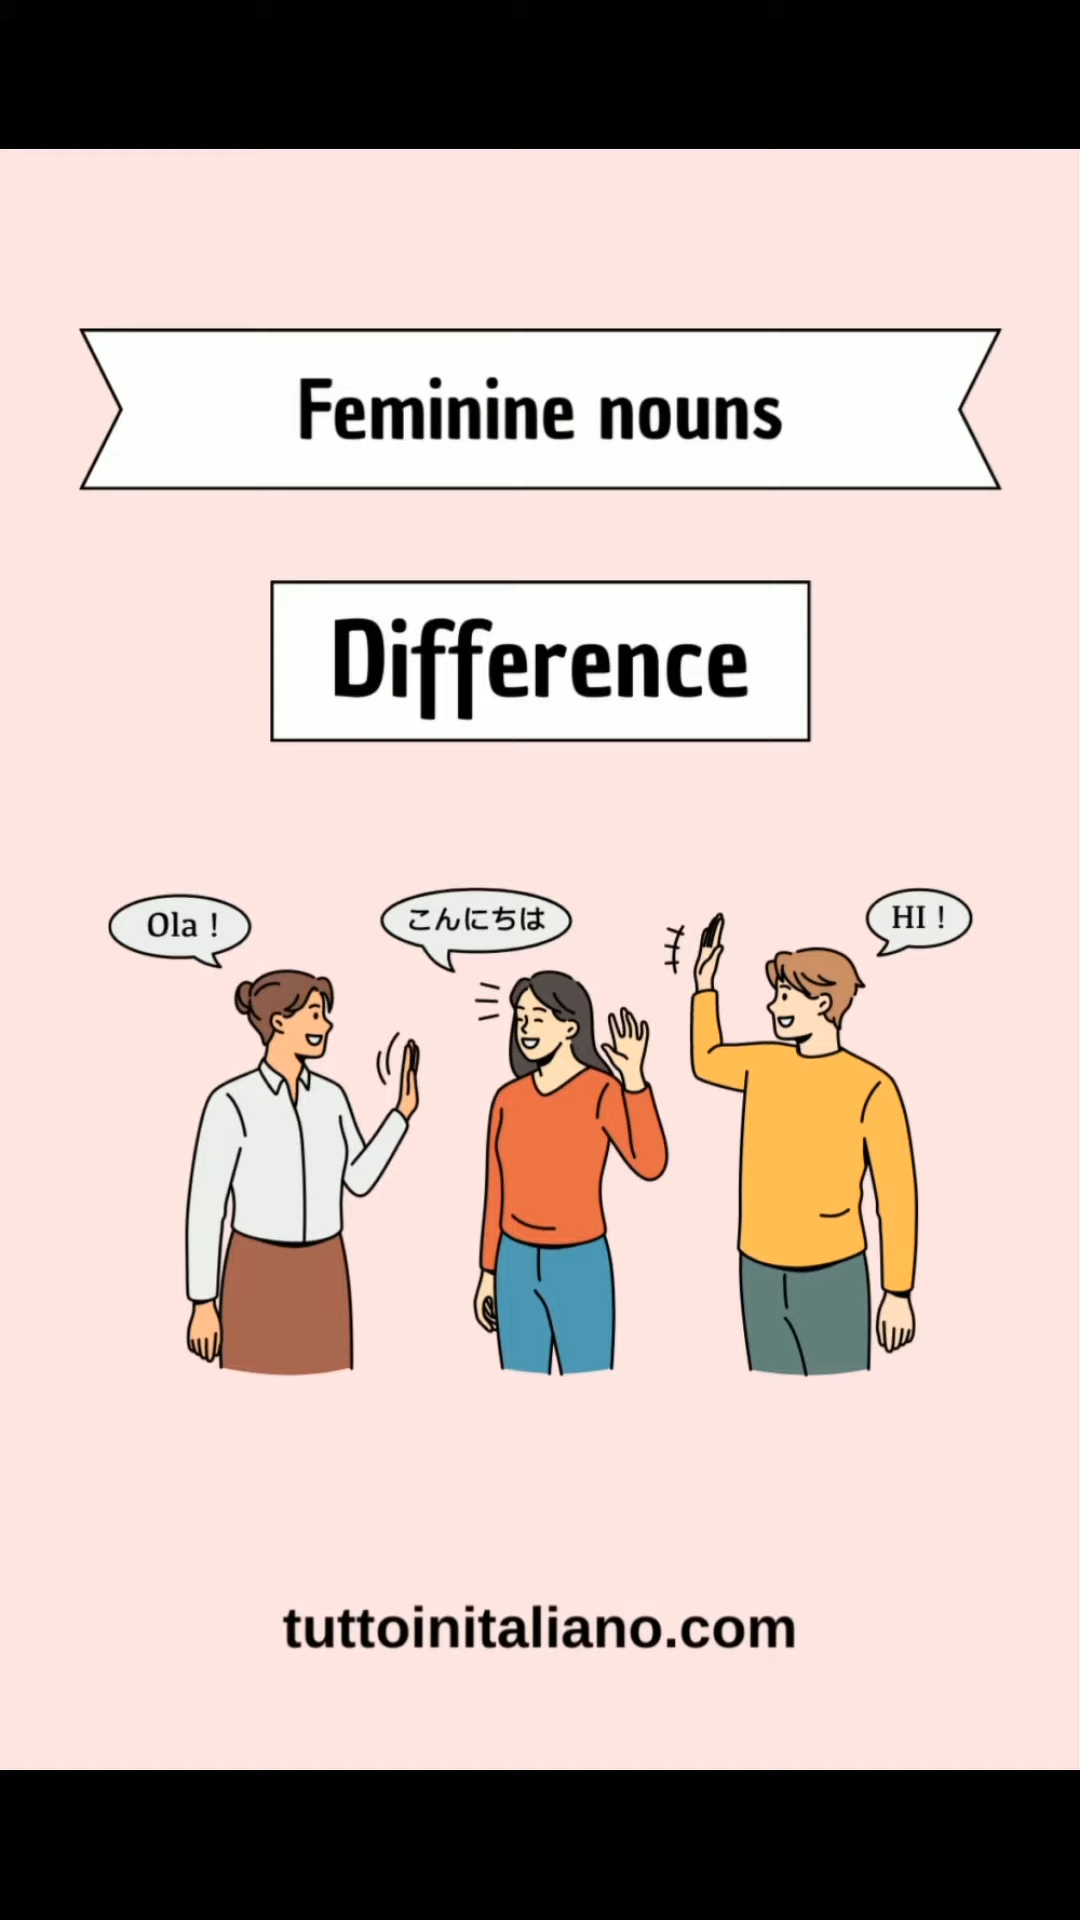 Feminine nouns
Difference
Ola !
こんにちは
HI !
tuttoinitaliano.com